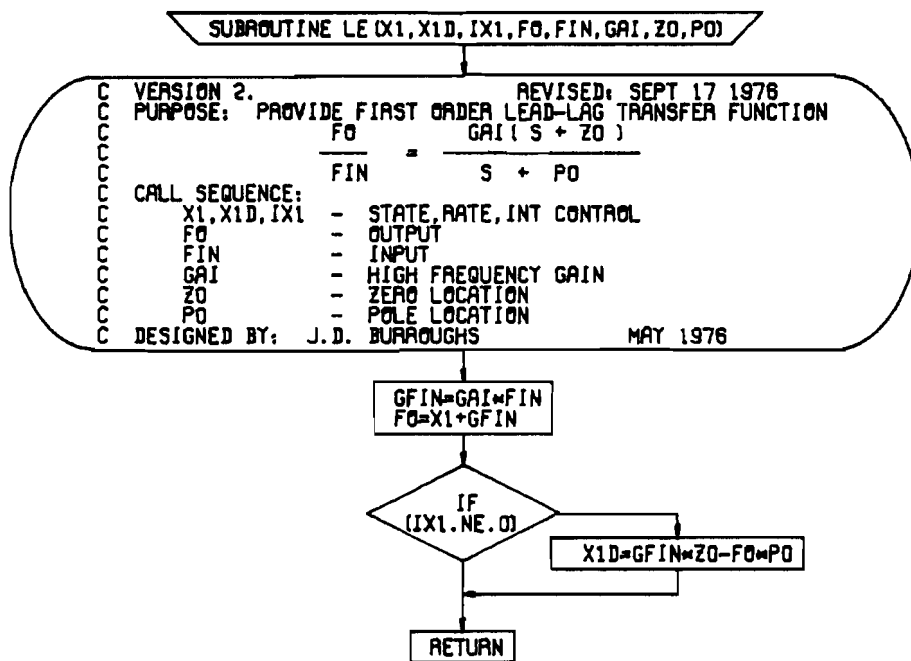 SUBROUTINE LE(X1,X1D,IX1,FO,FIN,GAI,ZO,PO)
C VERSION 2. REVISED: SEPT 17 1976
C PURPOSE: PROVIDE FIRST ORDER LEAD-LAG TRANSFER FUNCTION
C FO GAI( S + ZO )
C =
C FIN S + PO
C CALL SEQUENCE:
C X1,X1D,IX1 - STATE,RATE,INT CONTROL
C FO - OUTPUT
C FIN - INPUT
C GAI - HIGH FREQUENCY GAIN
C ZO - ZERO LOCATION
C PO - POLE LOCATION
C DESIGNED BY: J.D. BURROUGHS MAY 1976
GFIN=GAI*FIN
FO=X1+GFIN
IF
(IX1.NE.0)
X1D=GFIN*ZO-FO*PO
RETURN